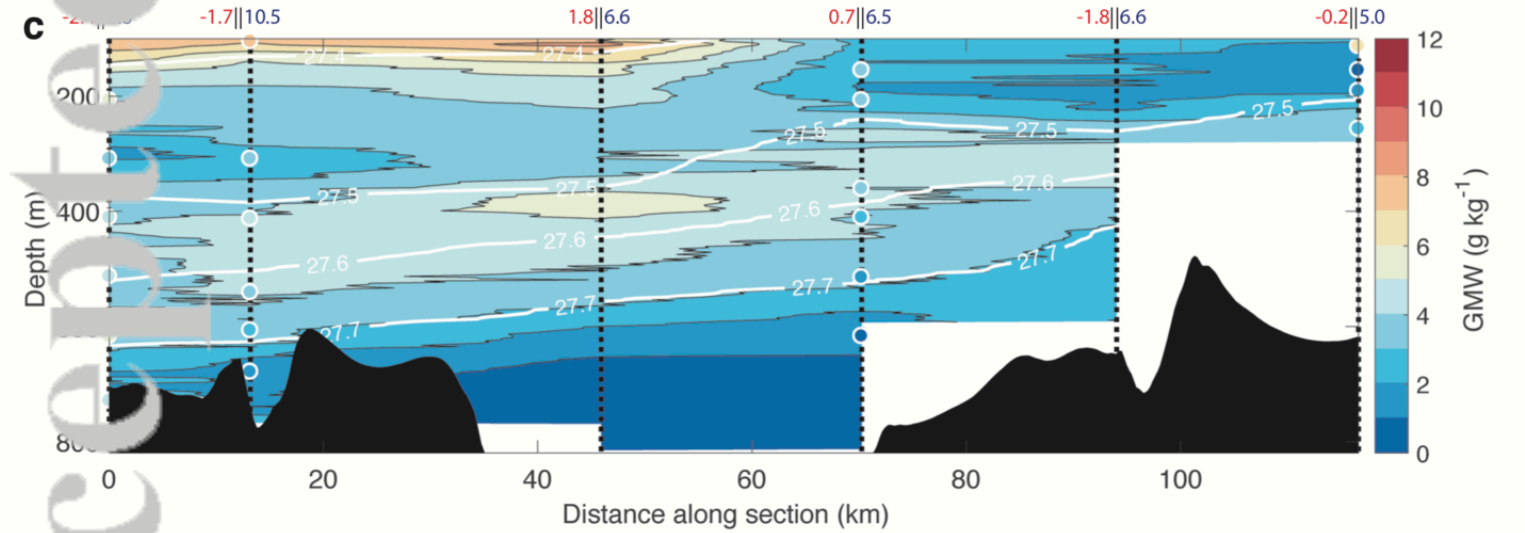 c
-1.7||10.5 1.8||6.6 0.7||6.5 -1.8||6.6 -0.2||5.0
27.4 27.4
27.5 27.5 27.5 27.5 27.5
27.6 27.6 27.6 27.6
27.7 27.7 27.7 27.7
200
400
Depth (m)
0 20 40 60 80 100
Distance along section (km)
12
10
8
6
4
2
0
GMW (g kg-1)
cepte